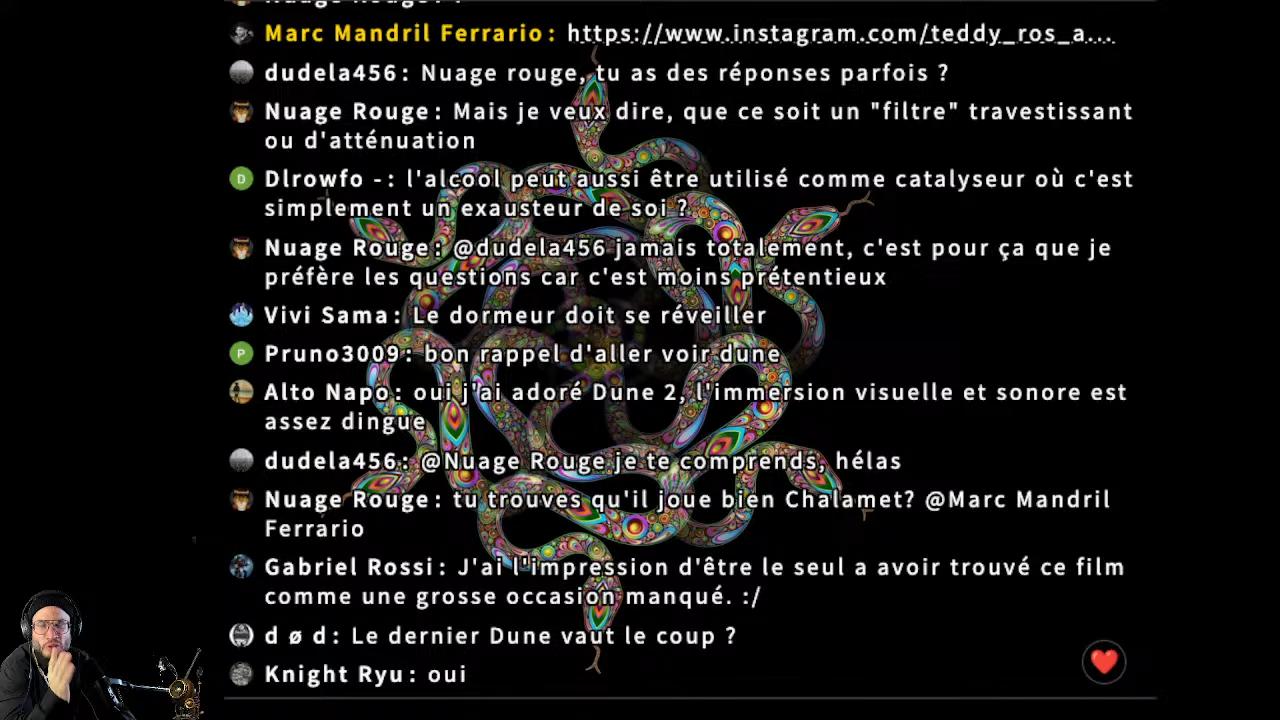 Marc Mandril Ferrario: https://www.instagram.com/teddy_ros_a...
dudela456: Nuage rouge, tu as des réponses parfois ?
Nuage Rouge: Mais je veux dire, que ce soit un "filtre" travestissant
ou d'atténuation
D
Dlrowfo -: l'alcool peut aussi être utilisé comme catalyseur où c'est
simplement un exausteur de soi ?
Nuage Rouge: @dudela456 jamais totalement, c'est pour ça que je
préfère les questions car c'est moins prétentieux
Vivi Sama: Le dormeur doit se réveiller
P
Pruno3009: bon rappel d'aller voir dune
Alto Napo: oui j'ai adoré Dune 2, l'immersion visuelle et sonore est
assez dingue
dudela456: @Nuage Rouge je te comprends, hélas
Nuage Rouge: tu trouves qu'il joue bien Chalamet? @Marc Mandril
Ferrario
Gabriel Rossi: J'ai l'impression d'être le seul a avoir trouvé ce film
comme une grosse occasion manqué. :/
d ø d: Le dernier Dune vaut le coup ?
Knight Ryu: oui